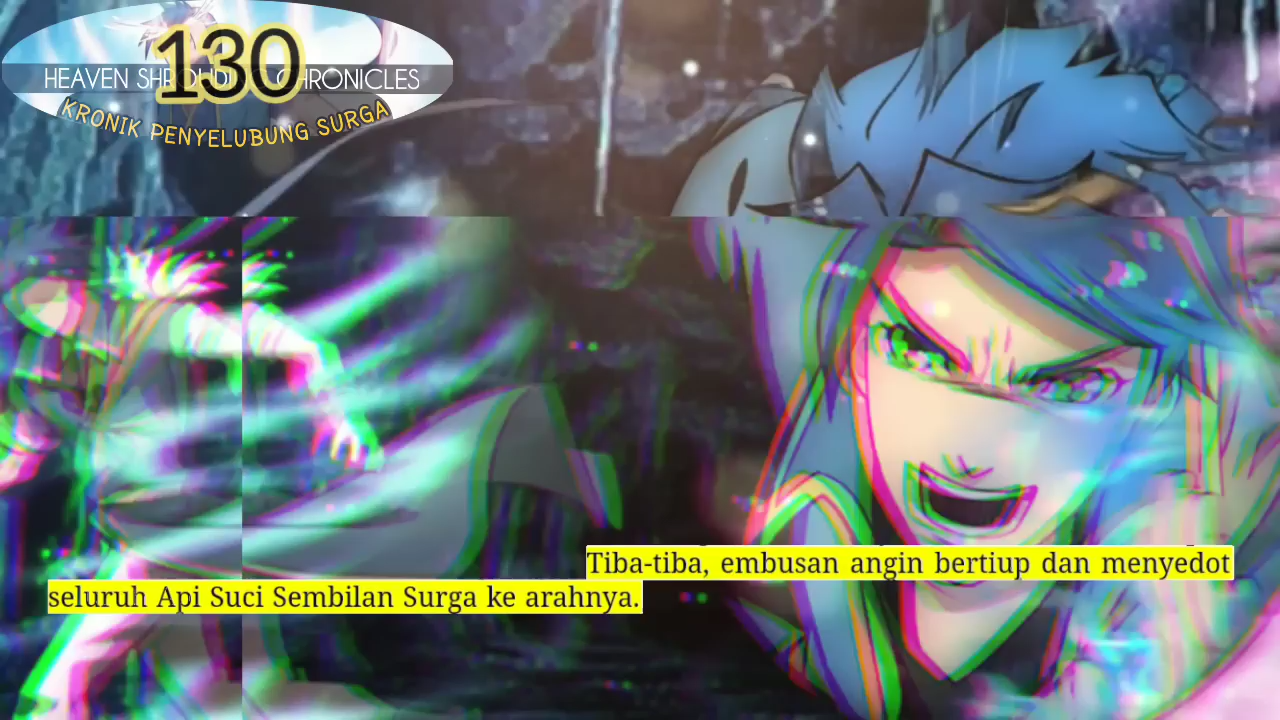 130
HEAVEN SHROUDING CHRONICLES
KRONIK PENYELUBUNG SURGA
Tiba-tiba, embusan angin bertiup dan menyedot
seluruh Api Suci Sembilan Surga ke arahnya.